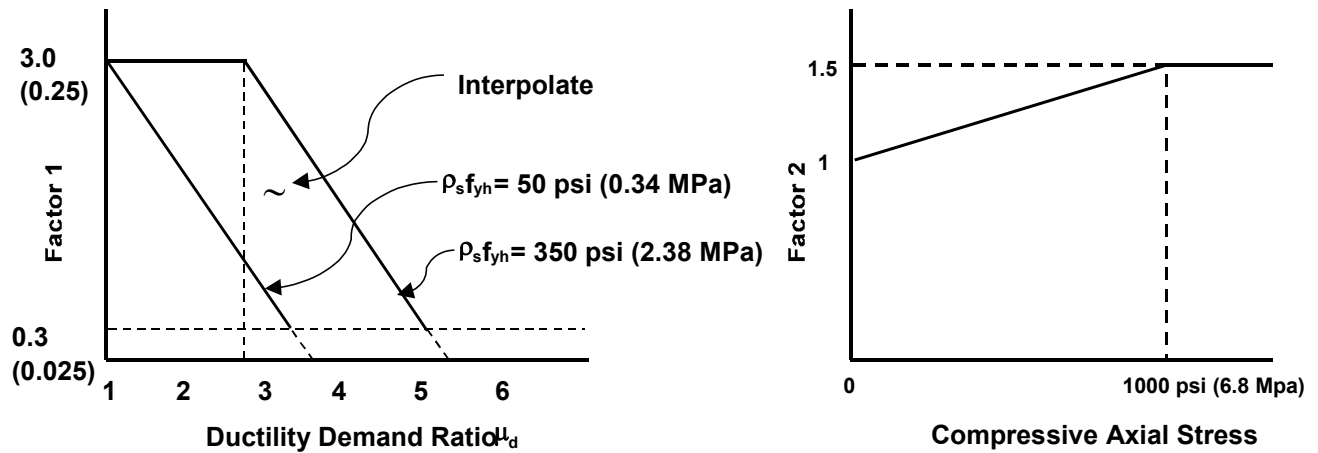 3.0
(0.25)
Factor 1
0.3
(0.025)
1 2 3 4 5 6
Ductility Demand Ratioμd
Interpolate
~
ρsfyh= 50 psi (0.34 MPa)
ρsfyh= 350 psi (2.38 MPa)
1.5
Factor 2
1
0
1000 psi (6.8 Mpa)
Compressive Axial Stress